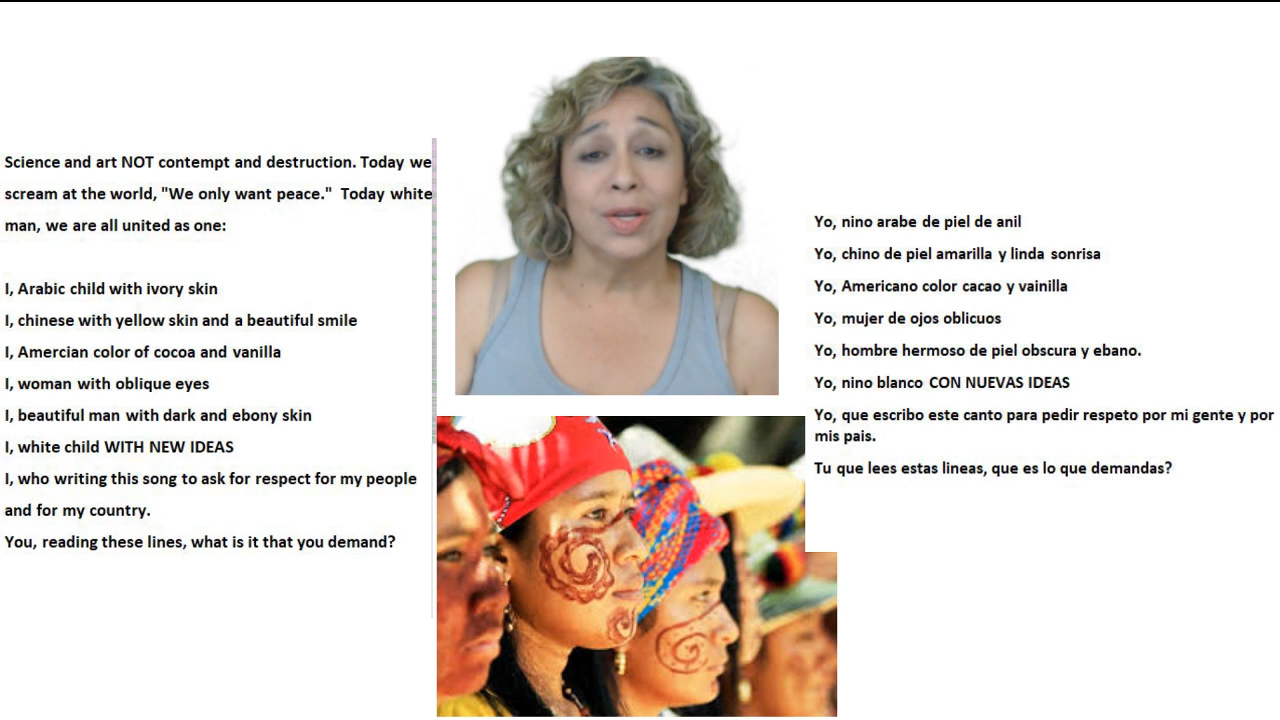 Science and art NOT contempt and destruction. Today we
scream at the world, "We only want peace."  Today white
man, we are all united as one:
I, Arabic child with ivory skin
I, chinese with yellow skin and a beautiful smile
I, Amercian color of cocoa and vanilla
I, woman with oblique eyes
I, beautiful man with dark and ebony skin
I, white child WITH NEW IDEAS
I, who writing this song to ask for respect for my people
and for my country.
You, reading these lines, what is it that you demand?
Yo, nino arabe de piel de anil
Yo, chino de piel amarilla y linda sonrisa
Yo, Americano color cacao y vainilla
Yo, mujer de ojos oblicuos
Yo, hombre hermoso de piel obscura y ebano.
Yo, nino blanco CON NUEVAS IDEAS
Yo, que escribo este canto para pedir respeto por mi gente y por
mis pais.
Tu que lees estas lineas, que es lo que demandas?